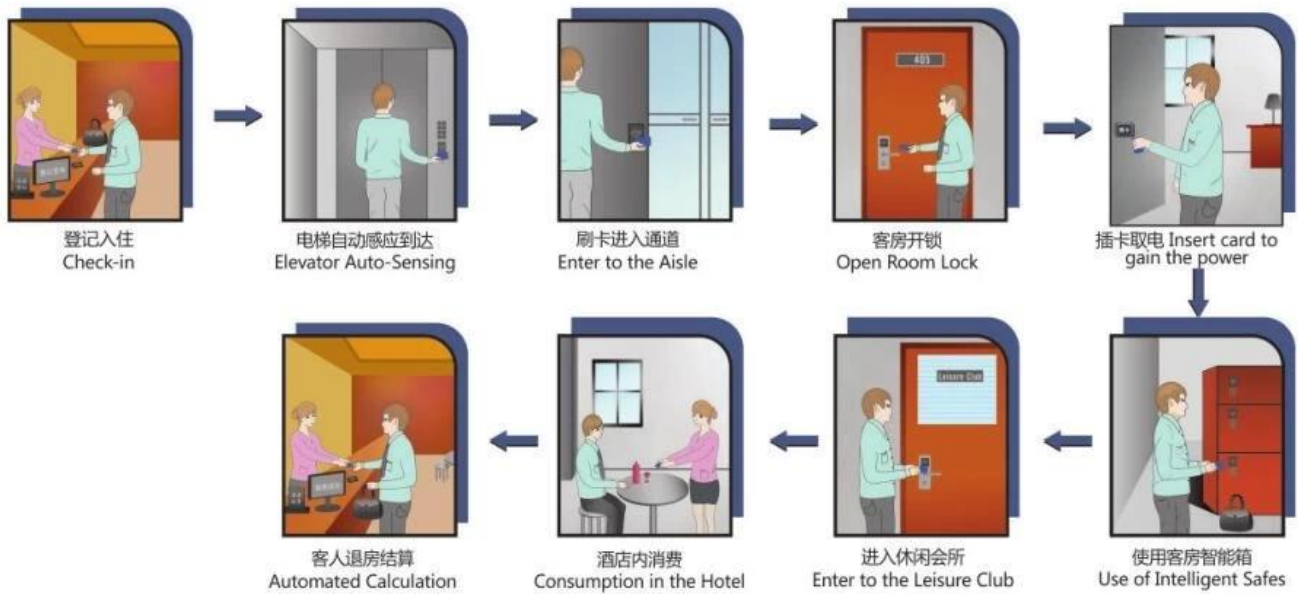 403
登记入住
Check-in
电梯自动感应到达
Elevator Auto-Sensing
刷卡进入通道
Enter to the Aisle
客房开锁
Open Room Lock
插卡取电 Insert card to
gain the power
Leisure Club
客人退房结算
Automated Calculation
酒店内消费
Consumption in the Hotel
进入休闲会所
Enter to the Leisure Club
使用客房智能箱
Use of Intelligent Safes